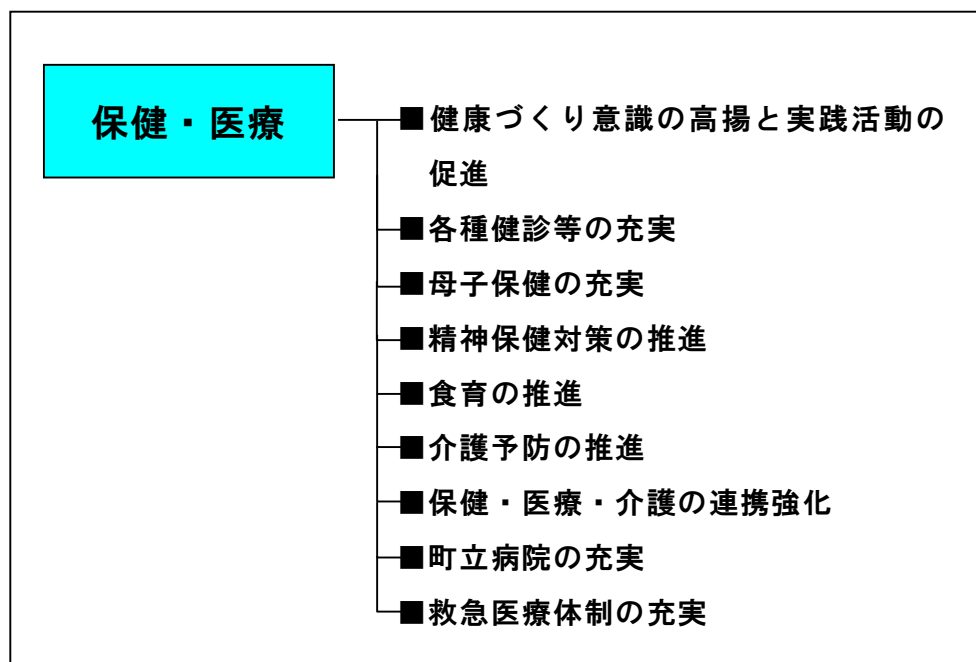 保健・医療
■健康づくり意識の高揚と実践活動の
促進
■各種健診等の充実
■母子保健の充実
■精神保健対策の推進
■食育の推進
■介護予防の推進
■保健・医療・介護の連携強化
■町立病院の充実
■救急医療体制の充実